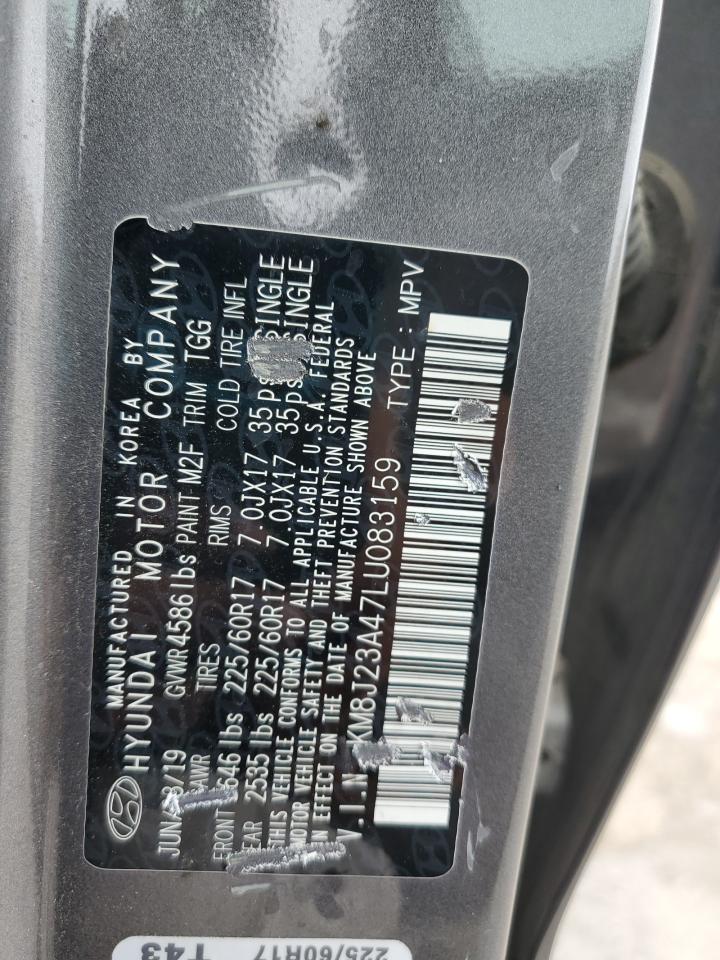 MANUFACTURED IN KOREA BY
HYUNDAI MOTOR COMPANY
JUN 8/19 GVWR 4586 lbs PAINT M2F TRIM TGG
GAWR TIRES RIMS COLD TIRE INFL
FRONT 2646 lbs 225/60R17 7.0JX17 35 psi SINGLE
REAR 2535 lbs 225/60R17 7.0JX17 35 psi SINGLE
THIS VEHICLE CONFORMS TO ALL APPLICABLE U.S.A. FEDERAL
MOTOR VEHICLE SAFETY AND THEFT PREVENTION STANDARDS
IN EFFECT ON THE DATE OF MANUFACTURE SHOWN ABOVE
V.I.N KM8J23A47LU083159 TYPE : MPV
225/60R17
T43